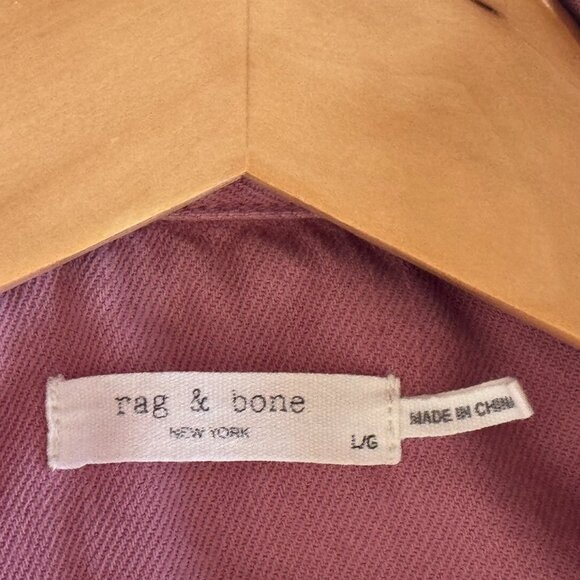 rag & bone
NEW YORK
L/G
MADE IN CHINA